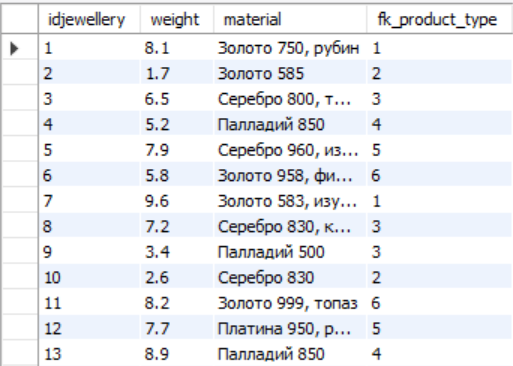 idjewellery weight material fk_product_type
1 8.1 Золото 750, рубин 1
2 1.7 Золото 585 2
3 6.5 Серебро 800, т... 3
4 5.2 Палладий 850 4
5 7.9 Серебро 960, из... 5
6 5.8 Золото 958, фи... 6
7 9.6 Золото 583, изу... 1
8 7.2 Серебро 830, к... 3
9 3.4 Палладий 500 3
10 2.6 Серебро 830 2
11 8.2 Золото 999, топаз 6
12 7.7 Платина 950, р... 5
13 8.9 Палладий 850 4